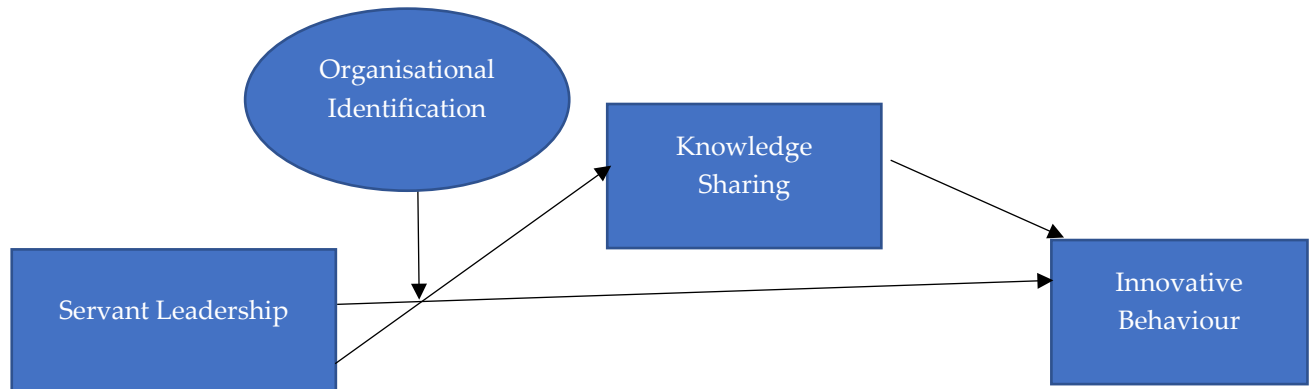 Organisational
Identification
Knowledge
Sharing
Servant Leadership
Innovative
Behaviour